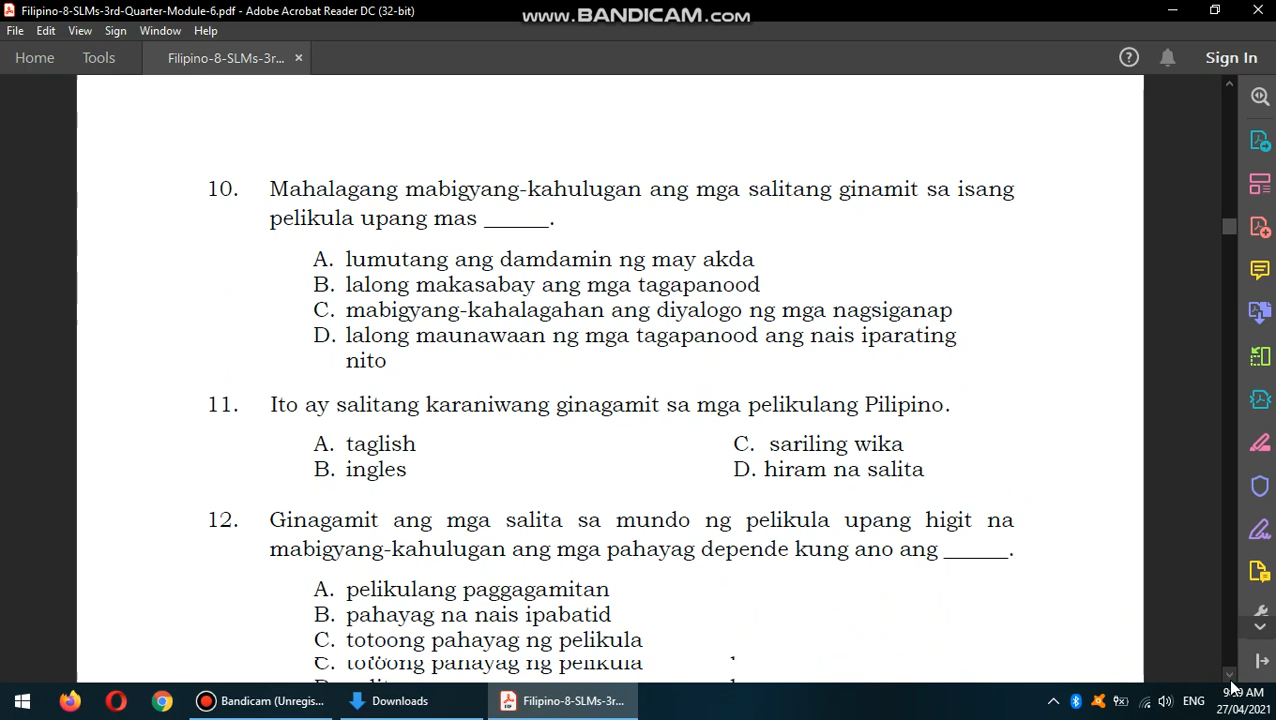 Filipino-8-SLMs-3rd-Quarter-Module-6.pdf - Adobe Acrobat Reader DC (32-bit)
www.BANDICAM.com
File Edit View Sign Window Help
Home Tools Filipino-8-SLMs-3r... × Sign In
10. Mahalagang mabigyang-kahulugan ang mga salitang ginamit sa isang
pelikula upang mas ______.
A. lumutang ang damdamin ng may akda
B. lalong makasabay ang mga tagapanood
C. mabigyang-kahalagahan ang diyalogo ng mga nagsiganap
D. lalong maunawaan ng mga tagapanood ang nais iparating
nito
11. Ito ay salitang karaniwang ginagamit sa mga pelikulang Pilipino.
A. taglish C. sariling wika
B. ingles D. hiram na salita
12. Ginagamit ang mga salita sa mundo ng pelikula upang higit na
mabigyang-kahulugan ang mga pahayag depende kung ano ang ______.
A. pelikulang paggagamitan
B. pahayag na nais ipabatid
C. totoong pahayag ng pelikula
C. totoong pahayag ng pelikula
Bandicam (Unregis... Downloads Filipino-8-SLMs-3r... ENG
27/04/2021